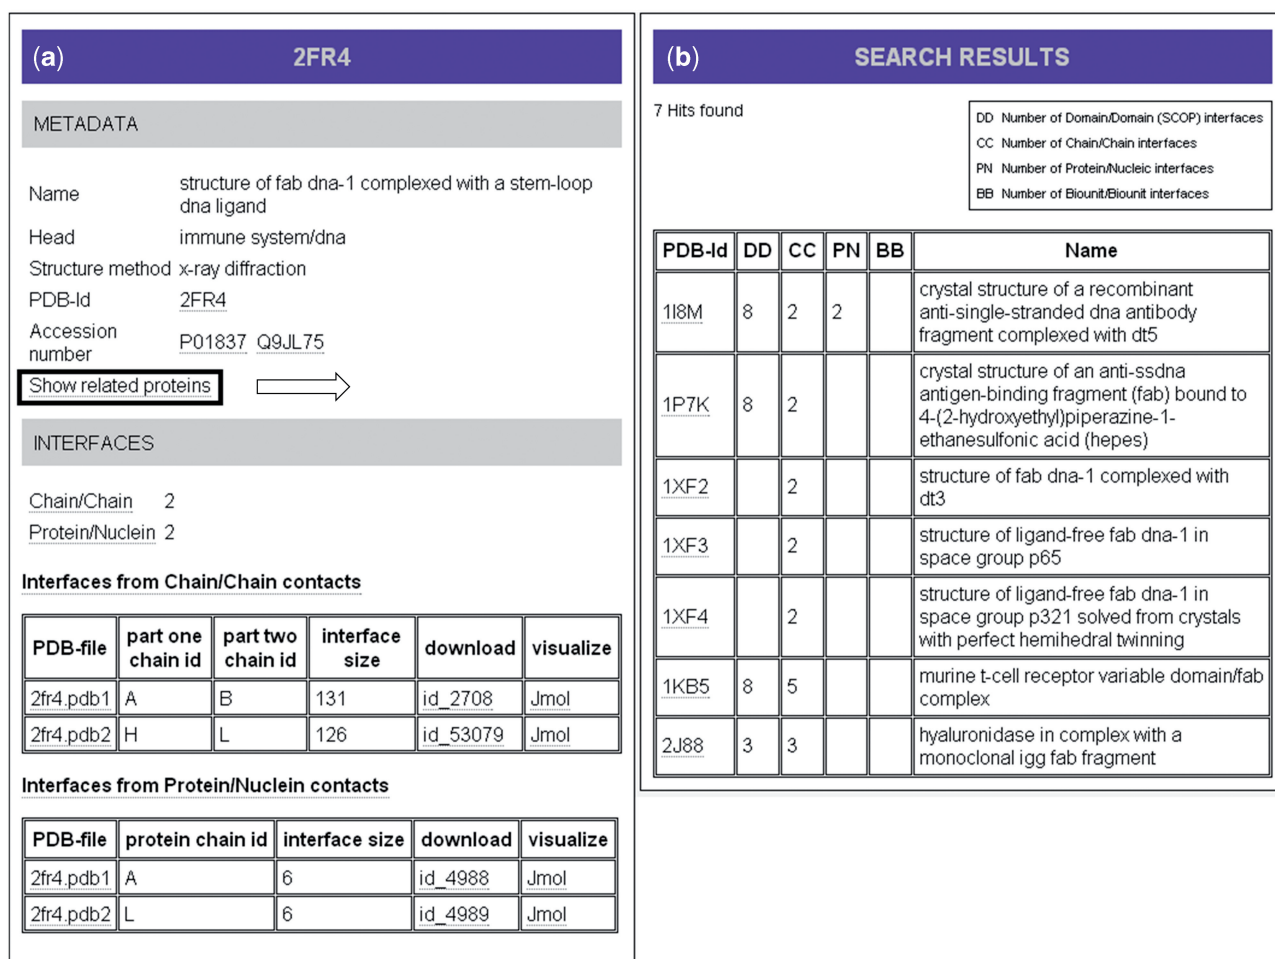 (a) 2FR4
METADATA
Name structure of fab dna-1 complexed with a stem-loop
dna ligand
Head immune system/dna
Structure method x-ray diffraction
PDB-Id 2FR4
Accession
number P01837 Q9JL75
Show related proteins
INTERFACES
Chain/Chain 2
Protein/Nuclein 2
Interfaces from Chain/Chain contacts
PDB-file part one chain id part two chain id interface size download visualize
2fr4.pdb1 A B 131 id_2708 Jmol
2fr4.pdb2 H L 126 id_53079 Jmol
Interfaces from Protein/Nuclein contacts
PDB-file protein chain id interface size download visualize
2fr4.pdb1 A 6 id_4988 Jmol
2fr4.pdb2 L 6 id_4989 Jmol
(b) SEARCH RESULTS
7 Hits found
DD Number of Domain/Domain (SCOP) interfaces
CC Number of Chain/Chain interfaces
PN Number of Protein/Nucleic interfaces
BB Number of Biounit/Biounit interfaces
PDB-Id DD CC PN BB Name
1I8M 8 2 2 crystal structure of a recombinant
anti-single-stranded dna antibody
fragment complexed with dt5
1P7K 8 2 crystal structure of an anti-ssdna
antigen-binding fragment (fab) bound to
4-(2-hydroxyethyl)piperazine-1-
ethanesulfonic acid (hepes)
1XF2 2 structure of fab dna-1 complexed with
dt3
1XF3 2 structure of ligand-free fab dna-1 in
space group p65
1XF4 2 structure of ligand-free fab dna-1 in
space group p321 solved from crystals
with perfect hemihedral twinning
1KB5 8 5 murine t-cell receptor variable domain/fab
complex
2J88 3 3 hyaluronidase in complex with a
monoclonal igg fab fragment